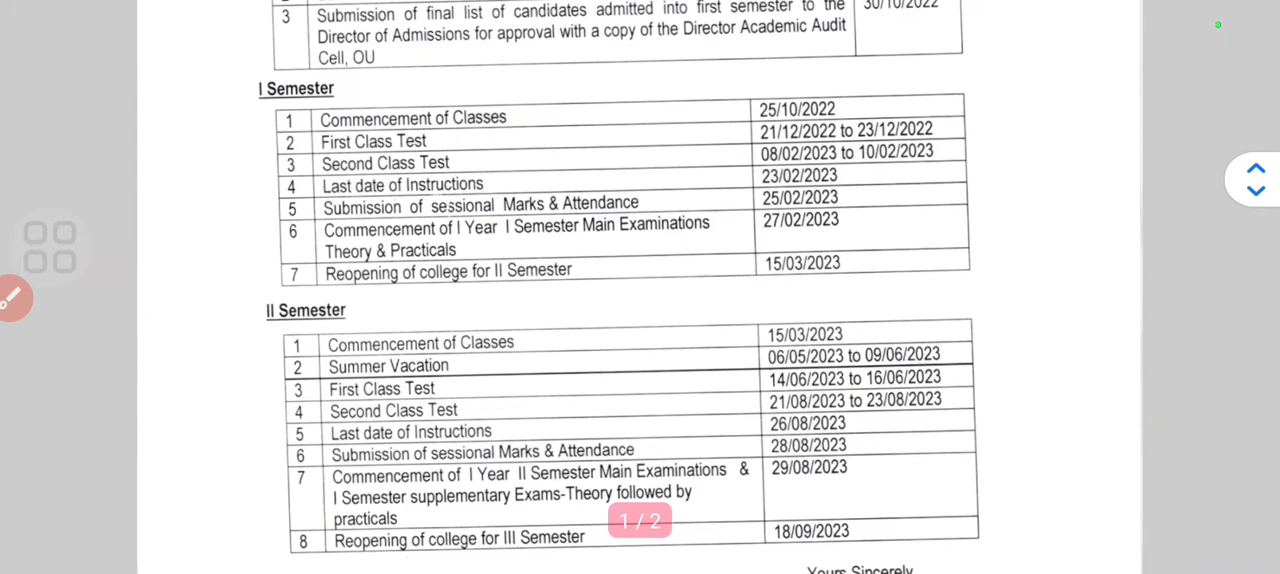 3 Submission of final list of candidates admitted into first semester to the 30/10/2022
Director of Admissions for approval with a copy of the Director Academic Audit
Cell, OU
I Semester
1 Commencement of Classes 25/10/2022
2 First Class Test 21/12/2022 to 23/12/2022
3 Second Class Test 08/02/2023 to 10/02/2023
4 Last date of Instructions 23/02/2023
5 Submission of sessional Marks & Attendance 25/02/2023
6 Commencement of I Year I Semester Main Examinations 27/02/2023
Theory & Practicals
7 Reopening of college for II Semester 15/03/2023
II Semester
1 Commencement of Classes 15/03/2023
2 Summer Vacation 06/05/2023 to 09/06/2023
3 First Class Test 14/06/2023 to 16/06/2023
4 Second Class Test 21/08/2023 to 23/08/2023
5 Last date of Instructions 26/08/2023
6 Submission of sessional Marks & Attendance 28/08/2023
7 Commencement of I Year II Semester Main Examinations & 29/08/2023
I Semester supplementary Exams-Theory followed by
practicals
1 / 2
8 Reopening of college for III Semester 18/09/2023
Yours Sincerely